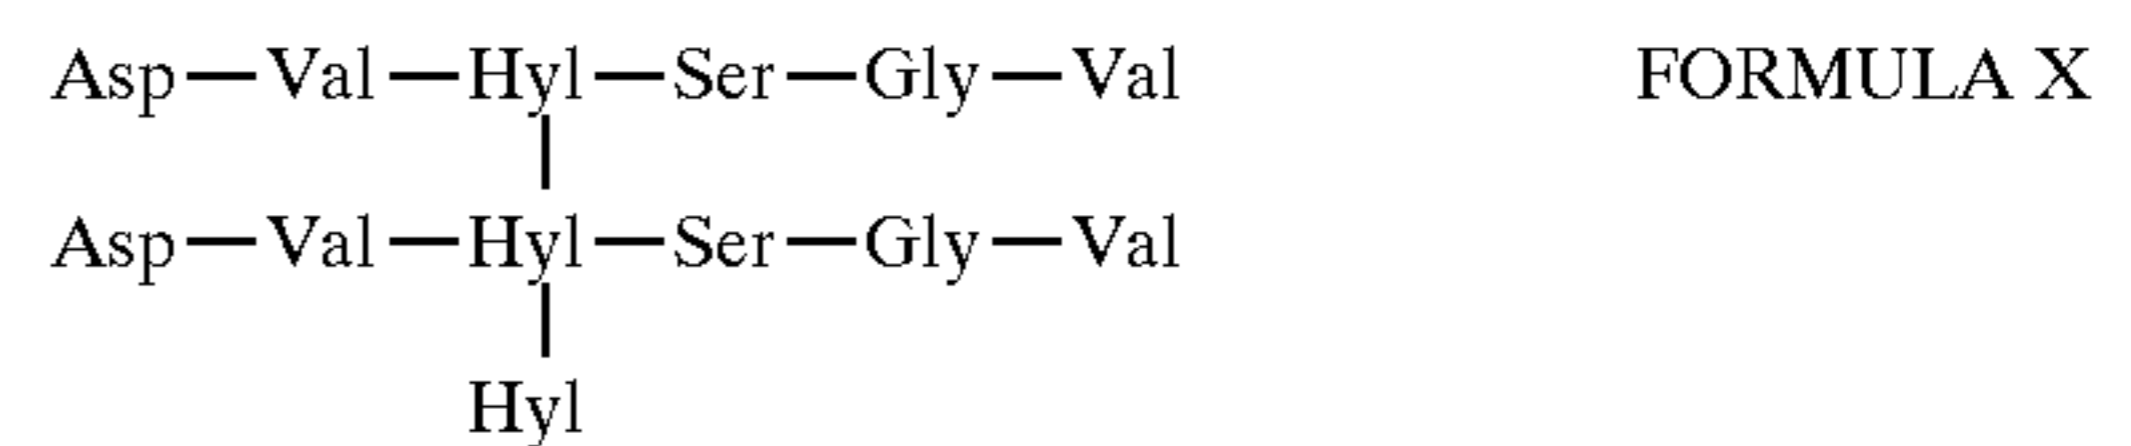 Asp—Val—Hyl—Ser—Gly—Val FORMULA X
Asp—Val—Hyl—Ser—Gly—Val
Hyl